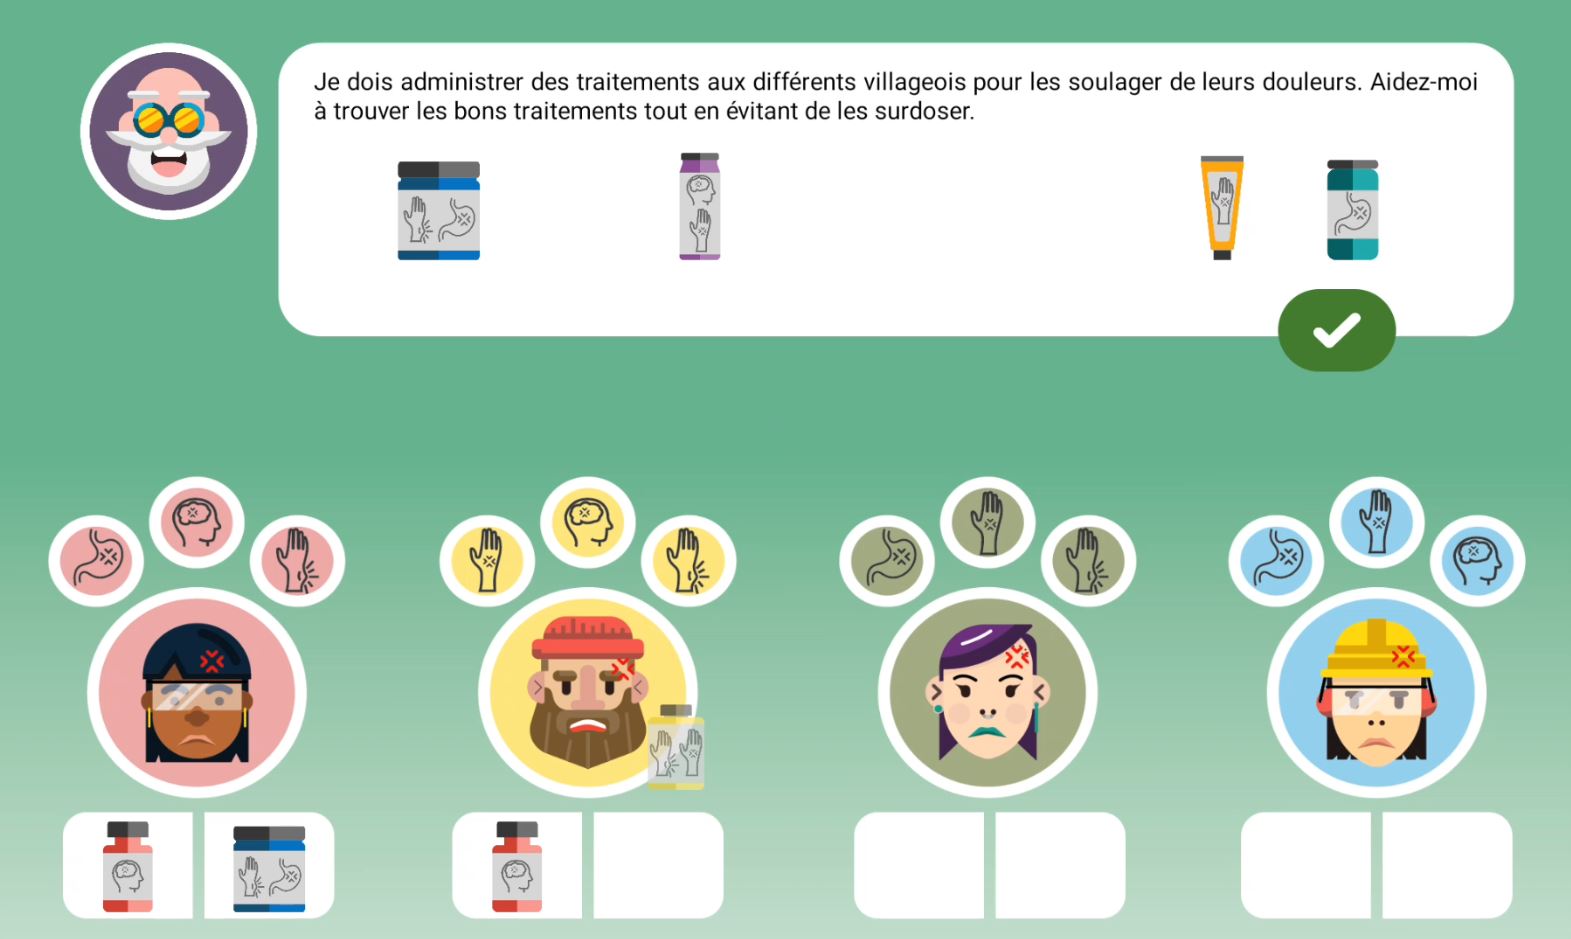 Je dois administrer des traitements aux différents villageois pour les soulager de leurs douleurs. Aidez-moi
à trouver les bons traitements tout en évitant de les surdoser.